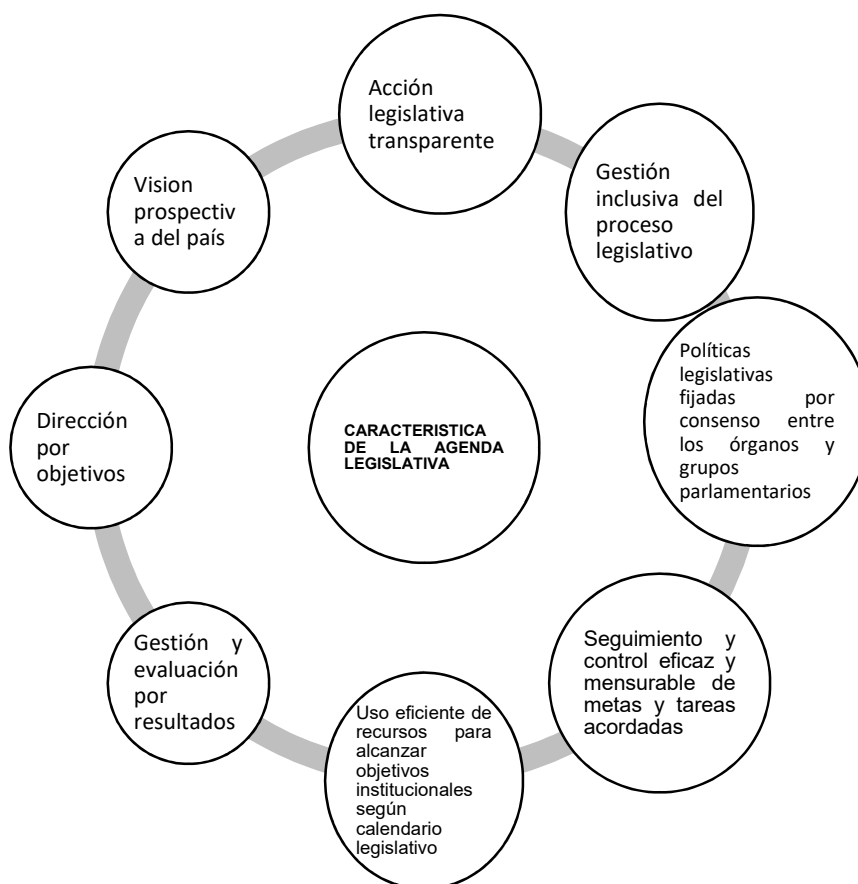 Acción
legislativa
transparente
Gestión
inclusiva del
proceso
legislativo
Políticas
legislativas
fijadas por
consenso entre
los órganos y
grupos
parlamentarios
Seguimiento y
control eficaz y
mensurable de
metas y tareas
acordadas
Uso eficiente de
recursos para
alcanzar
objetivos
institucionales
según
calendario
legislativo
Gestión y
evaluación
por
resultados
Dirección
por
objetivos
Vision
prospectiv
a del país
CARACTERISTICA
DE LA AGENDA
LEGISLATIVA